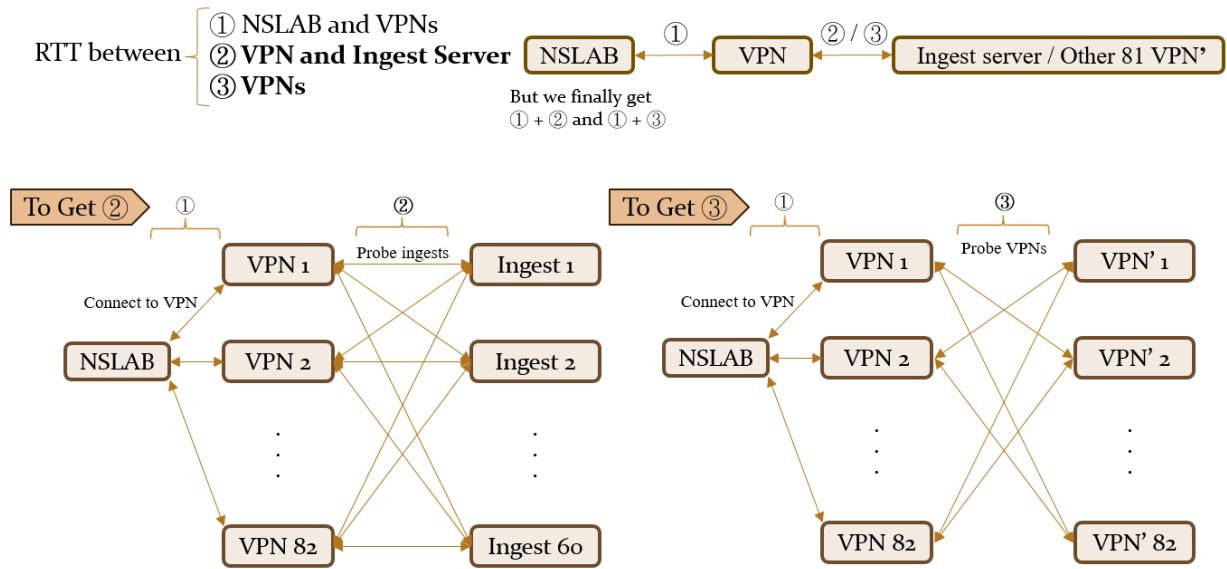 RTT between
① NSLAB and VPNs
② VPN and Ingest Server
③ VPNs
NSLAB
①
VPN
② / ③
Ingest server / Other 81 VPN’
But we finally get
① + ② and ① + ③
To Get ②
①
②
Connect to VPN
Probe ingests
NSLAB
VPN 1
VPN 2
VPN 82
Ingest 1
Ingest 2
Ingest 60
To Get ③
①
③
Connect to VPN
Probe VPNs
NSLAB
VPN 1
VPN 2
VPN 82
VPN’ 1
VPN’ 2
VPN’ 82